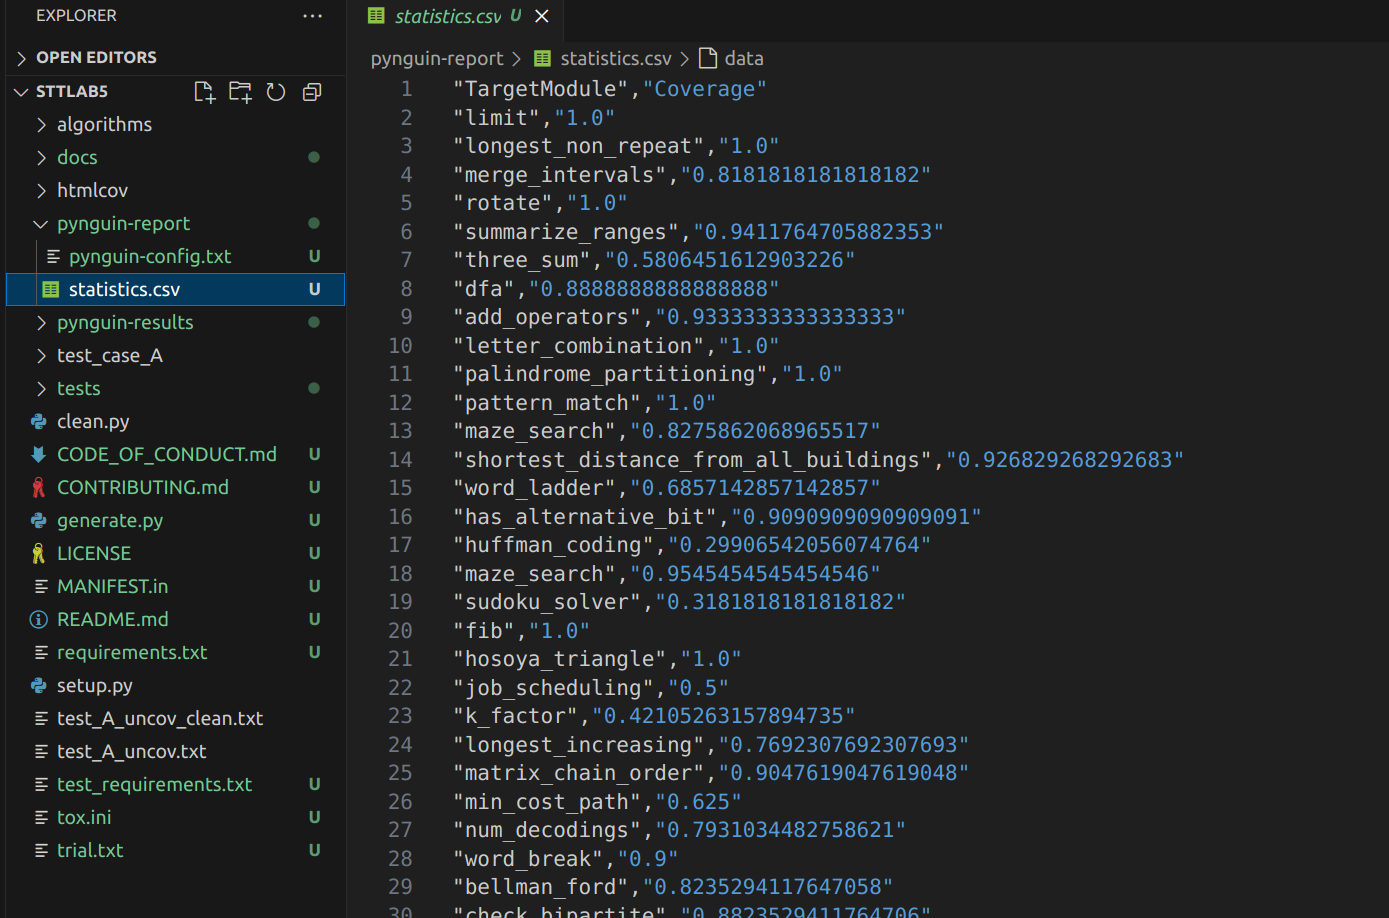 EXPLORER
OPEN EDITORS
STTLAB5
algorithms
docs
htmlcov
pynguin-report
pynguin-config.txt U
statistics.csv U
pynguin-results
test_case_A
tests
clean.py
CODE_OF_CONDUCT.md U
CONTRIBUTING.md U
generate.py U
LICENSE U
MANIFEST.in U
README.md U
requirements.txt U
setup.py
test_A_uncov_clean.txt
test_A_uncov.txt
test_requirements.txt U
tox.ini U
trial.txt U
statistics.csv U
pynguin-report > statistics.csv > data
1 "TargetModule","Coverage"
2 "limit","1.0"
3 "longest_non_repeat","1.0"
4 "merge_intervals","0.8181818181818182"
5 "rotate","1.0"
6 "summarize_ranges","0.9411764705882353"
7 "three_sum","0.5806451612903226"
8 "dfa","0.8888888888888888"
9 "add_operators","0.9333333333333333"
10 "letter_combination","1.0"
11 "palindrome_partitioning","1.0"
12 "pattern_match","1.0"
13 "maze_search","0.8275862068965517"
14 "shortest_distance_from_all_buildings","0.926829268292683"
15 "word_ladder","0.6857142857142857"
16 "has_alternative_bit","0.9090909090909091"
17 "huffman_coding","0.29906542056074764"
18 "maze_search","0.9545454545454546"
19 "sudoku_solver","0.3181818181818182"
20 "fib","1.0"
21 "hosoya_triangle","1.0"
22 "job_scheduling","0.5"
23 "k_factor","0.42105263157894735"
24 "longest_increasing","0.7692307692307693"
25 "matrix_chain_order","0.9047619047619048"
26 "min_cost_path","0.625"
27 "num_decodings","0.7931034482758621"
28 "word_break","0.9"
29 "bellman_ford","0.8235294117647058"
30 "check_bipartite","0.8823529411764706"